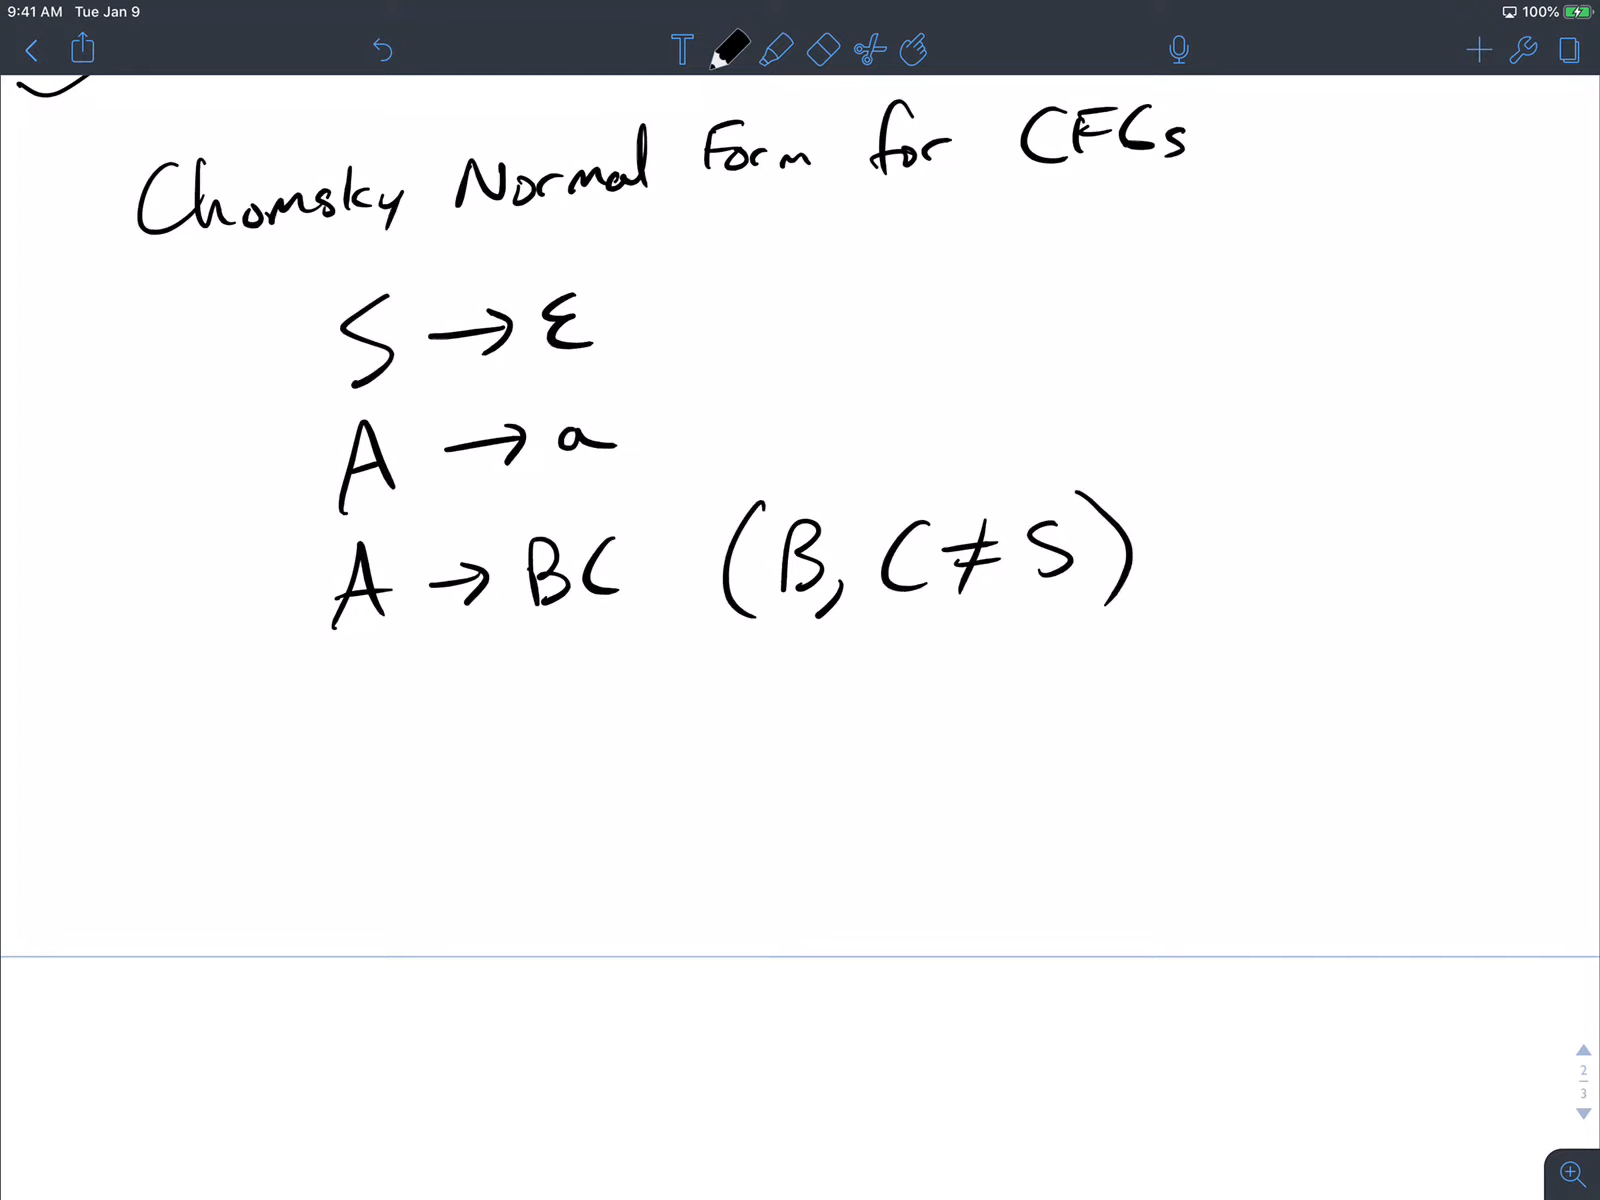 9:41 AM Tue Jan 9 100%
T
Chomsky Normal Form for CFGs
S → ε
A → a
A → BC (B, C ≠ S)
2
3